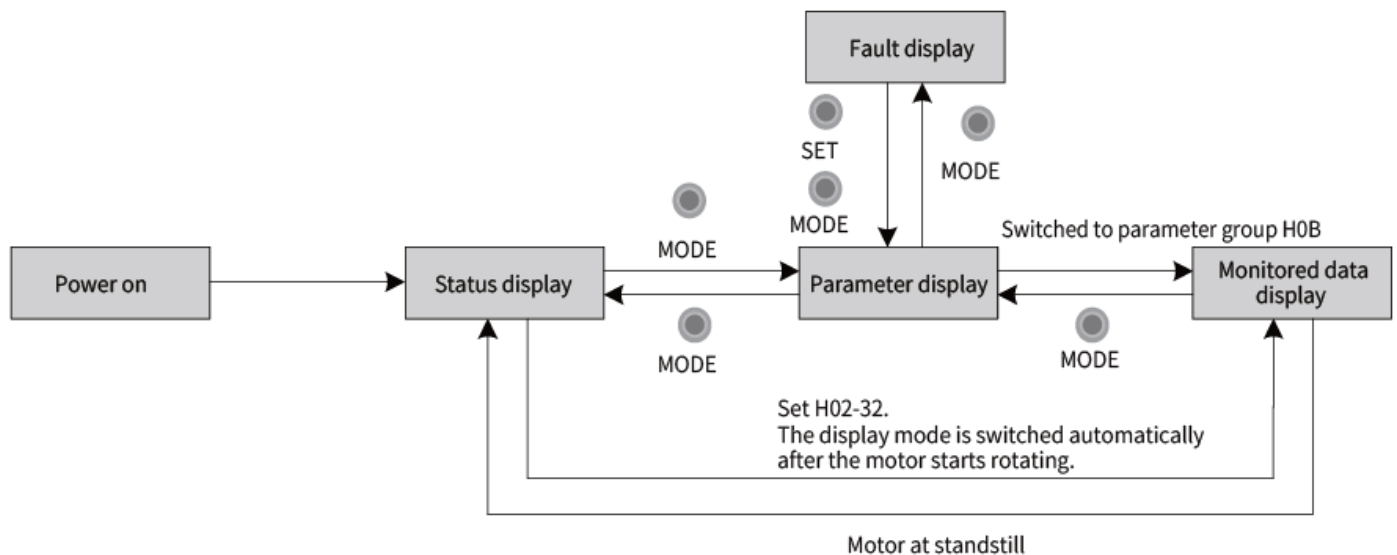 Fault display
SET
MODE
MODE
MODE
Switched to parameter group H0B
Power on
Status display
Parameter display
Monitored data
display
MODE
MODE
Set H02-32.
The display mode is switched automatically
after the motor starts rotating.
Motor at standstill